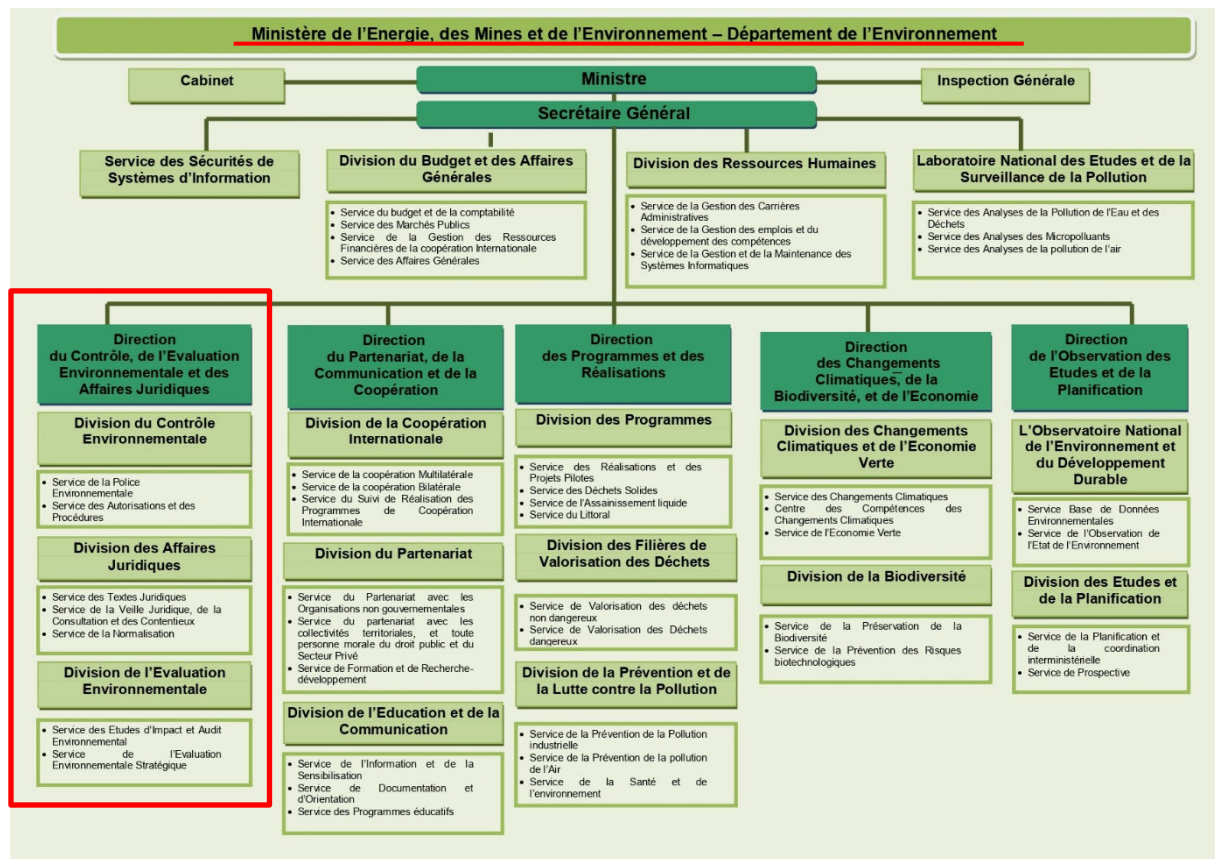 Ministère de l'Energie, des Mines et de l'Environnement – Département de l'Environnement
Cabinet
Ministre
Inspection Générale
Secrétaire Général
Service des Sécurités de
Systèmes d'Information
Division du Budget et des Affaires
Générales
• Service du budget et de la comptabilité
• Service des Marchés Publics
• Service de la Gestion des Ressources
Financières de la coopération Internationale
• Service des Affaires Générales
Division des Ressources Humaines
• Service de la Gestion des Carrières
Administratives
• Service de la Gestion des emplois et du
développement des compétences
• Service de la Gestion et de la Maintenance des
Systèmes Informatiques
Laboratoire National des Etudes et de la
Surveillance de la Pollution
• Service des Analyses de la Pollution de l'Eau et des
Déchets
• Service des Analyses des Micropolluants
• Service des Analyses de la pollution de l'air
Direction
du Contrôle, de l'Evaluation
Environnementale et des
Affaires Juridiques
Division du Contrôle
Environnementale
• Service de la Police
Environnementale
• Service des Autorisations et des
Procédures
Division des Affaires
Juridiques
• Service des Textes Juridiques
• Service de la Veille Juridique, de la
Consultation et des Contentieux
• Service de la Normalisation
Division de l'Evaluation
Environnementale
• Service des Etudes d'Impact et Audit
Environnemental
• Service de l'Evaluation
Environnementale Stratégique
Direction
du Partenariat, de la
Communication et de la
Coopération
Division de la Coopération
Internationale
• Service de la coopération Multilatérale
• Service de la coopération Bilatérale
• Service du Suivi de Réalisation des
Programmes de Coopération
Internationale
Division du Partenariat
• Service du Partenariat avec les
Organisations non gouvernementales
• Service du partenariat avec les
collectivités territoriales, et toute
personne morale du droit public et du
Secteur Privé
• Service de Formation et de Recherche-
développement
Division de l'Education et de la
Communication
• Service de l'Information et de la
Sensibilisation
• Service de Documentation et
d'Orientation
• Service des Programmes éducatifs
Direction
des Programmes et des
Réalisations
Division des Programmes
• Service des Réalisations et des
Projets Pilotes
• Service des Déchets Solides
• Service de l'Assainissement liquide
• Service du Littoral
Division des Filières de
Valorisation des Déchets
• Service de Valorisation des déchets
non dangereux
• Service de Valorisation des Déchets
dangereux
Division de la Prévention et de
la Lutte contre la Pollution
• Service de la Prévention de la Pollution
industrielle
• Service de la Prévention de la pollution
de l'Air
• Service de la Santé et de
l'environnement
Direction
des Changements
Climatiques, de la
Biodiversité, et de l'Economie
Division des Changements
Climatiques et de l'Economie
Verte
• Service des Changements Climatiques
• Centre des Compétences des
Changements Climatiques
• Service de l'Economie Verte
Division de la Biodiversité
• Service de la Préservation de la
Biodiversité
• Service de la Prévention des Risques
biotechnologiques
Direction
de l'Observation des
Etudes et de la
Planification
L'Observatoire National
de l'Environnement et
du Développement
Durable
• Service Base de Données
Environnementales
• Service de l'Observation de
l'Etat de l'Environnement
Division des Etudes et
de la Planification
• Service de la Planification et
de la coordination
interministérielle
• Service de Prospective